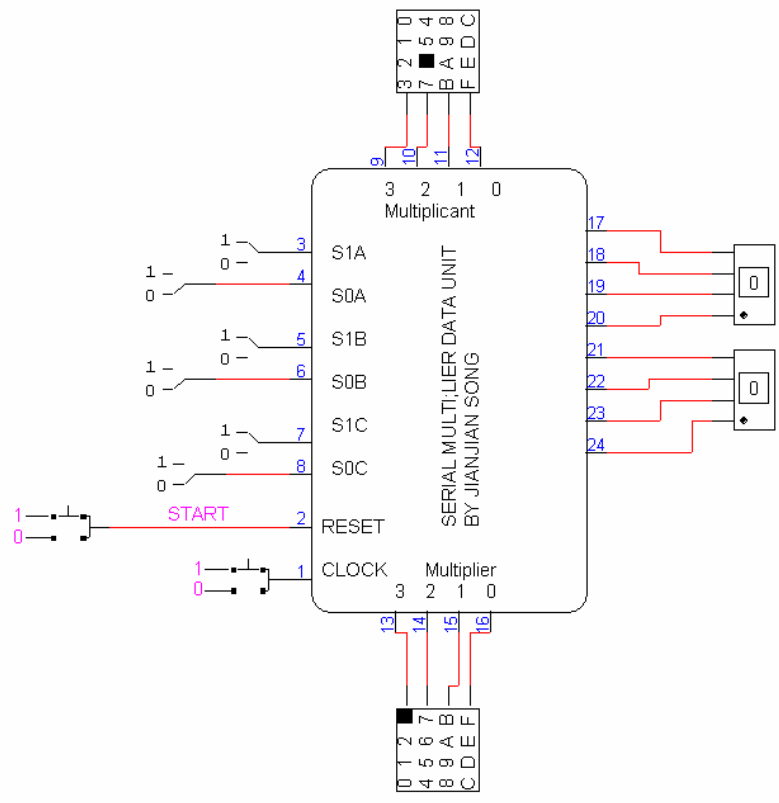 0 4 8 C
1 5 9 D
2 A E
3 7 B F
9 10 11 12
3 2 1 0
Multiplicant
1
0
3 S1A
1
0
4 S0A
1
0
5 S1B
1
0
6 S0B
1
0
7 S1C
1
0
8 S0C
1
0
START
2 RESET
1
0
1 CLOCK
SERIAL MULTI;LIER DATA UNIT
BY JIANJIAN SONG
17
18
19
20
0
21
22
23
24
0
Multiplier
3 2 1 0
13 14 15 16
7 B F
2 6 A E
1 5 9 D
0 4 8 C